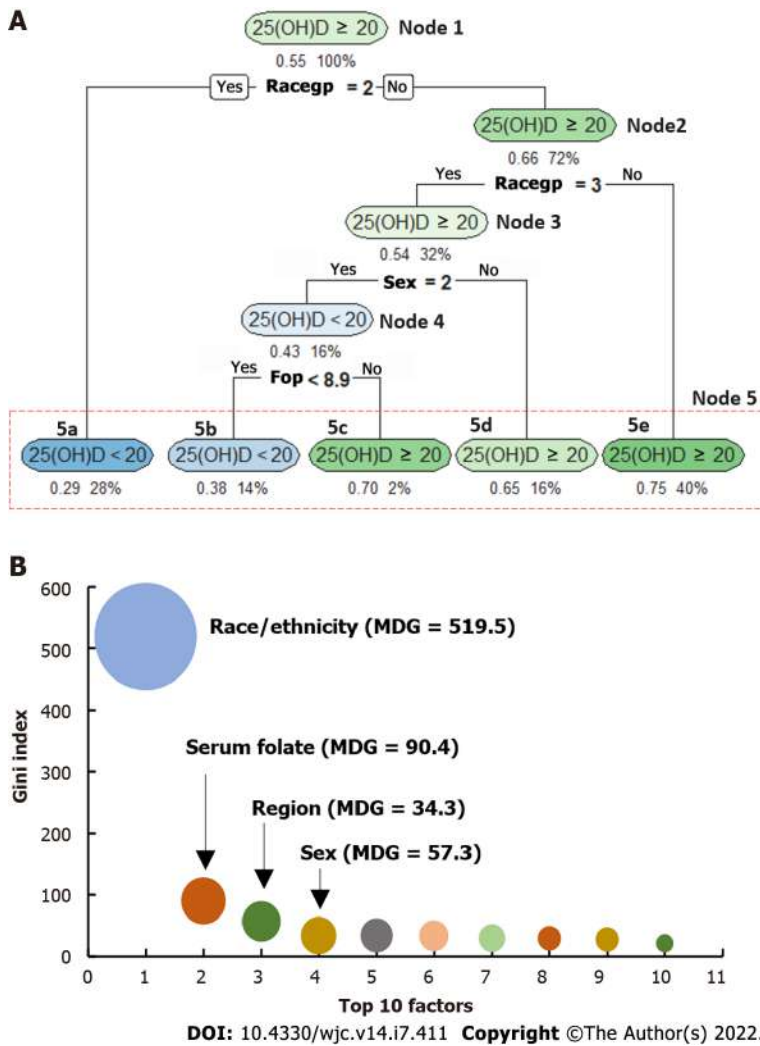 A
25(OH)D ≥ 20 Node 1
0.55 100%
Yes Racegp = 2 No
25(OH)D ≥ 20 Node2
0.66 72%
Yes Racegp = 3 No
25(OH)D ≥ 20 Node 3
0.54 32%
Yes Sex = 2 No
25(OH)D < 20 Node 4
0.43 16%
Yes Fop < 8.9 No
Node 5
5a 5b 5c 5d 5e
25(OH)D < 20 25(OH)D < 20 25(OH)D ≥ 20 25(OH)D ≥ 20 25(OH)D ≥ 20
0.29 28% 0.38 14% 0.70 2% 0.65 16% 0.75 40%
B
600
500
400
300
200
100
0
Gini index
Race/ethnicity (MDG = 519.5)
Serum folate (MDG = 90.4)
Region (MDG = 34.3)
Sex (MDG = 57.3)
0 1 2 3 4 5 6 7 8 9 10 11
Top 10 factors
DOI: 10.4330/wjc.v14.i7.411 Copyright ©The Author(s) 2022.